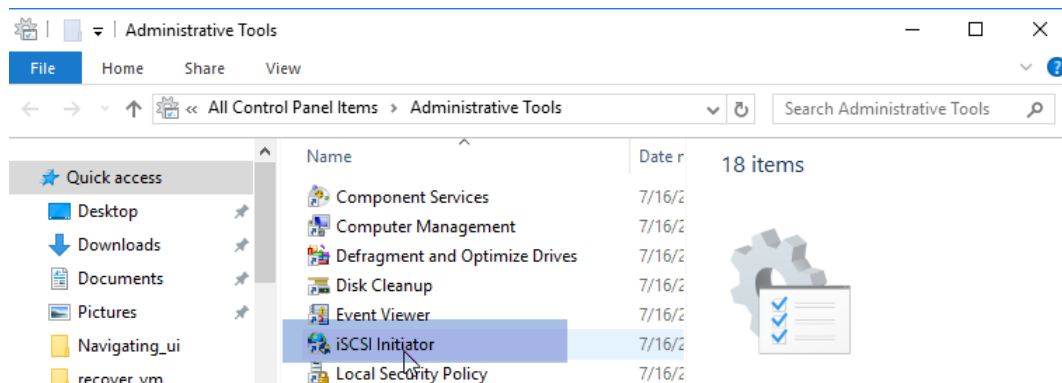 Administrative Tools
File Home Share View
« All Control Panel Items > Administrative Tools
Search Administrative Tools
Quick access
Desktop
Downloads
Documents
Pictures
Navigating_ui
recover_vm
Name Date
Component Services 7/16/2
Computer Management 7/16/2
Defragment and Optimize Drives 7/16/2
Disk Cleanup 7/16/2
Event Viewer 7/16/2
iSCSI Initiator 7/16/2
Local Security Policy 7/16/2
18 items